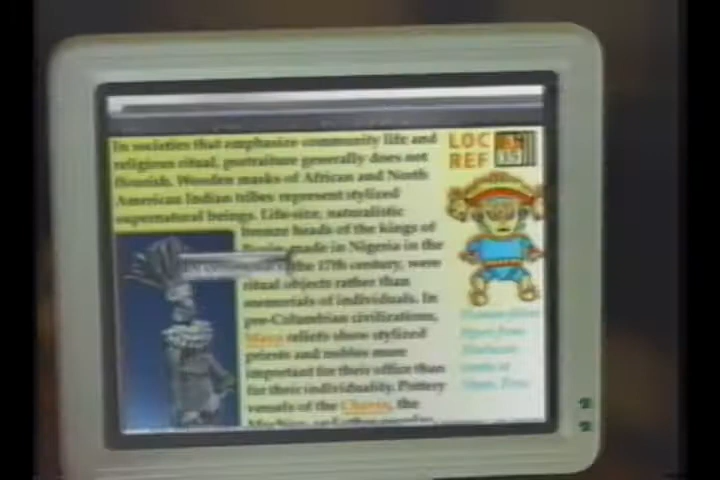 In societies that emphasize community life and
religious ritual, portraiture generally does not
flourish. Wooden masks of African and North
American Indian tribes represent stylized
supernatural beings. Life-size, naturalistic
bronze heads of the kings of
made in Nigeria in the
the 17th century, were
ritual objects rather than
memorials of individuals. In
pre-Columbian civilizations,
Maya reliefs show stylized
priests and nobles more
important for their office than
for their individuality. Pottery
vessels of the Chavin, the
LOC
REF